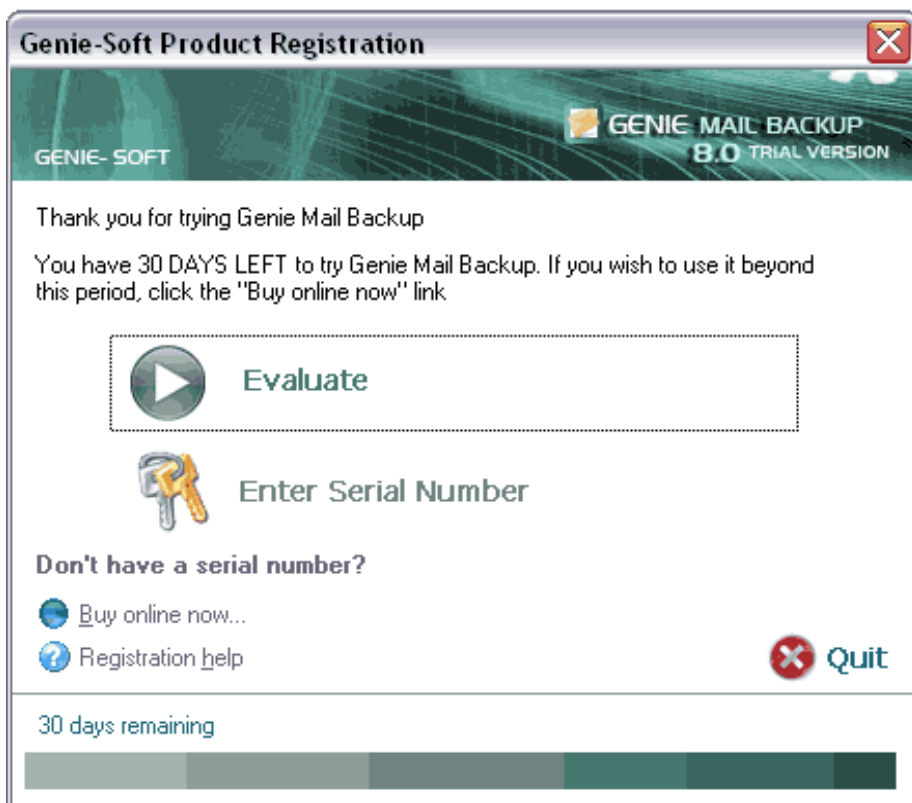 Genie-Soft Product Registration
GENIE MAIL BACKUP
8.0 TRIAL VERSION
GENIE- SOFT
Thank you for trying Genie Mail Backup
You have 30 DAYS LEFT to try Genie Mail Backup. If you wish to use it beyond
this period, click the "Buy online now" link
Evaluate
Enter Serial Number
Don't have a serial number?
Buy online now...
Registration help
Quit
30 days remaining